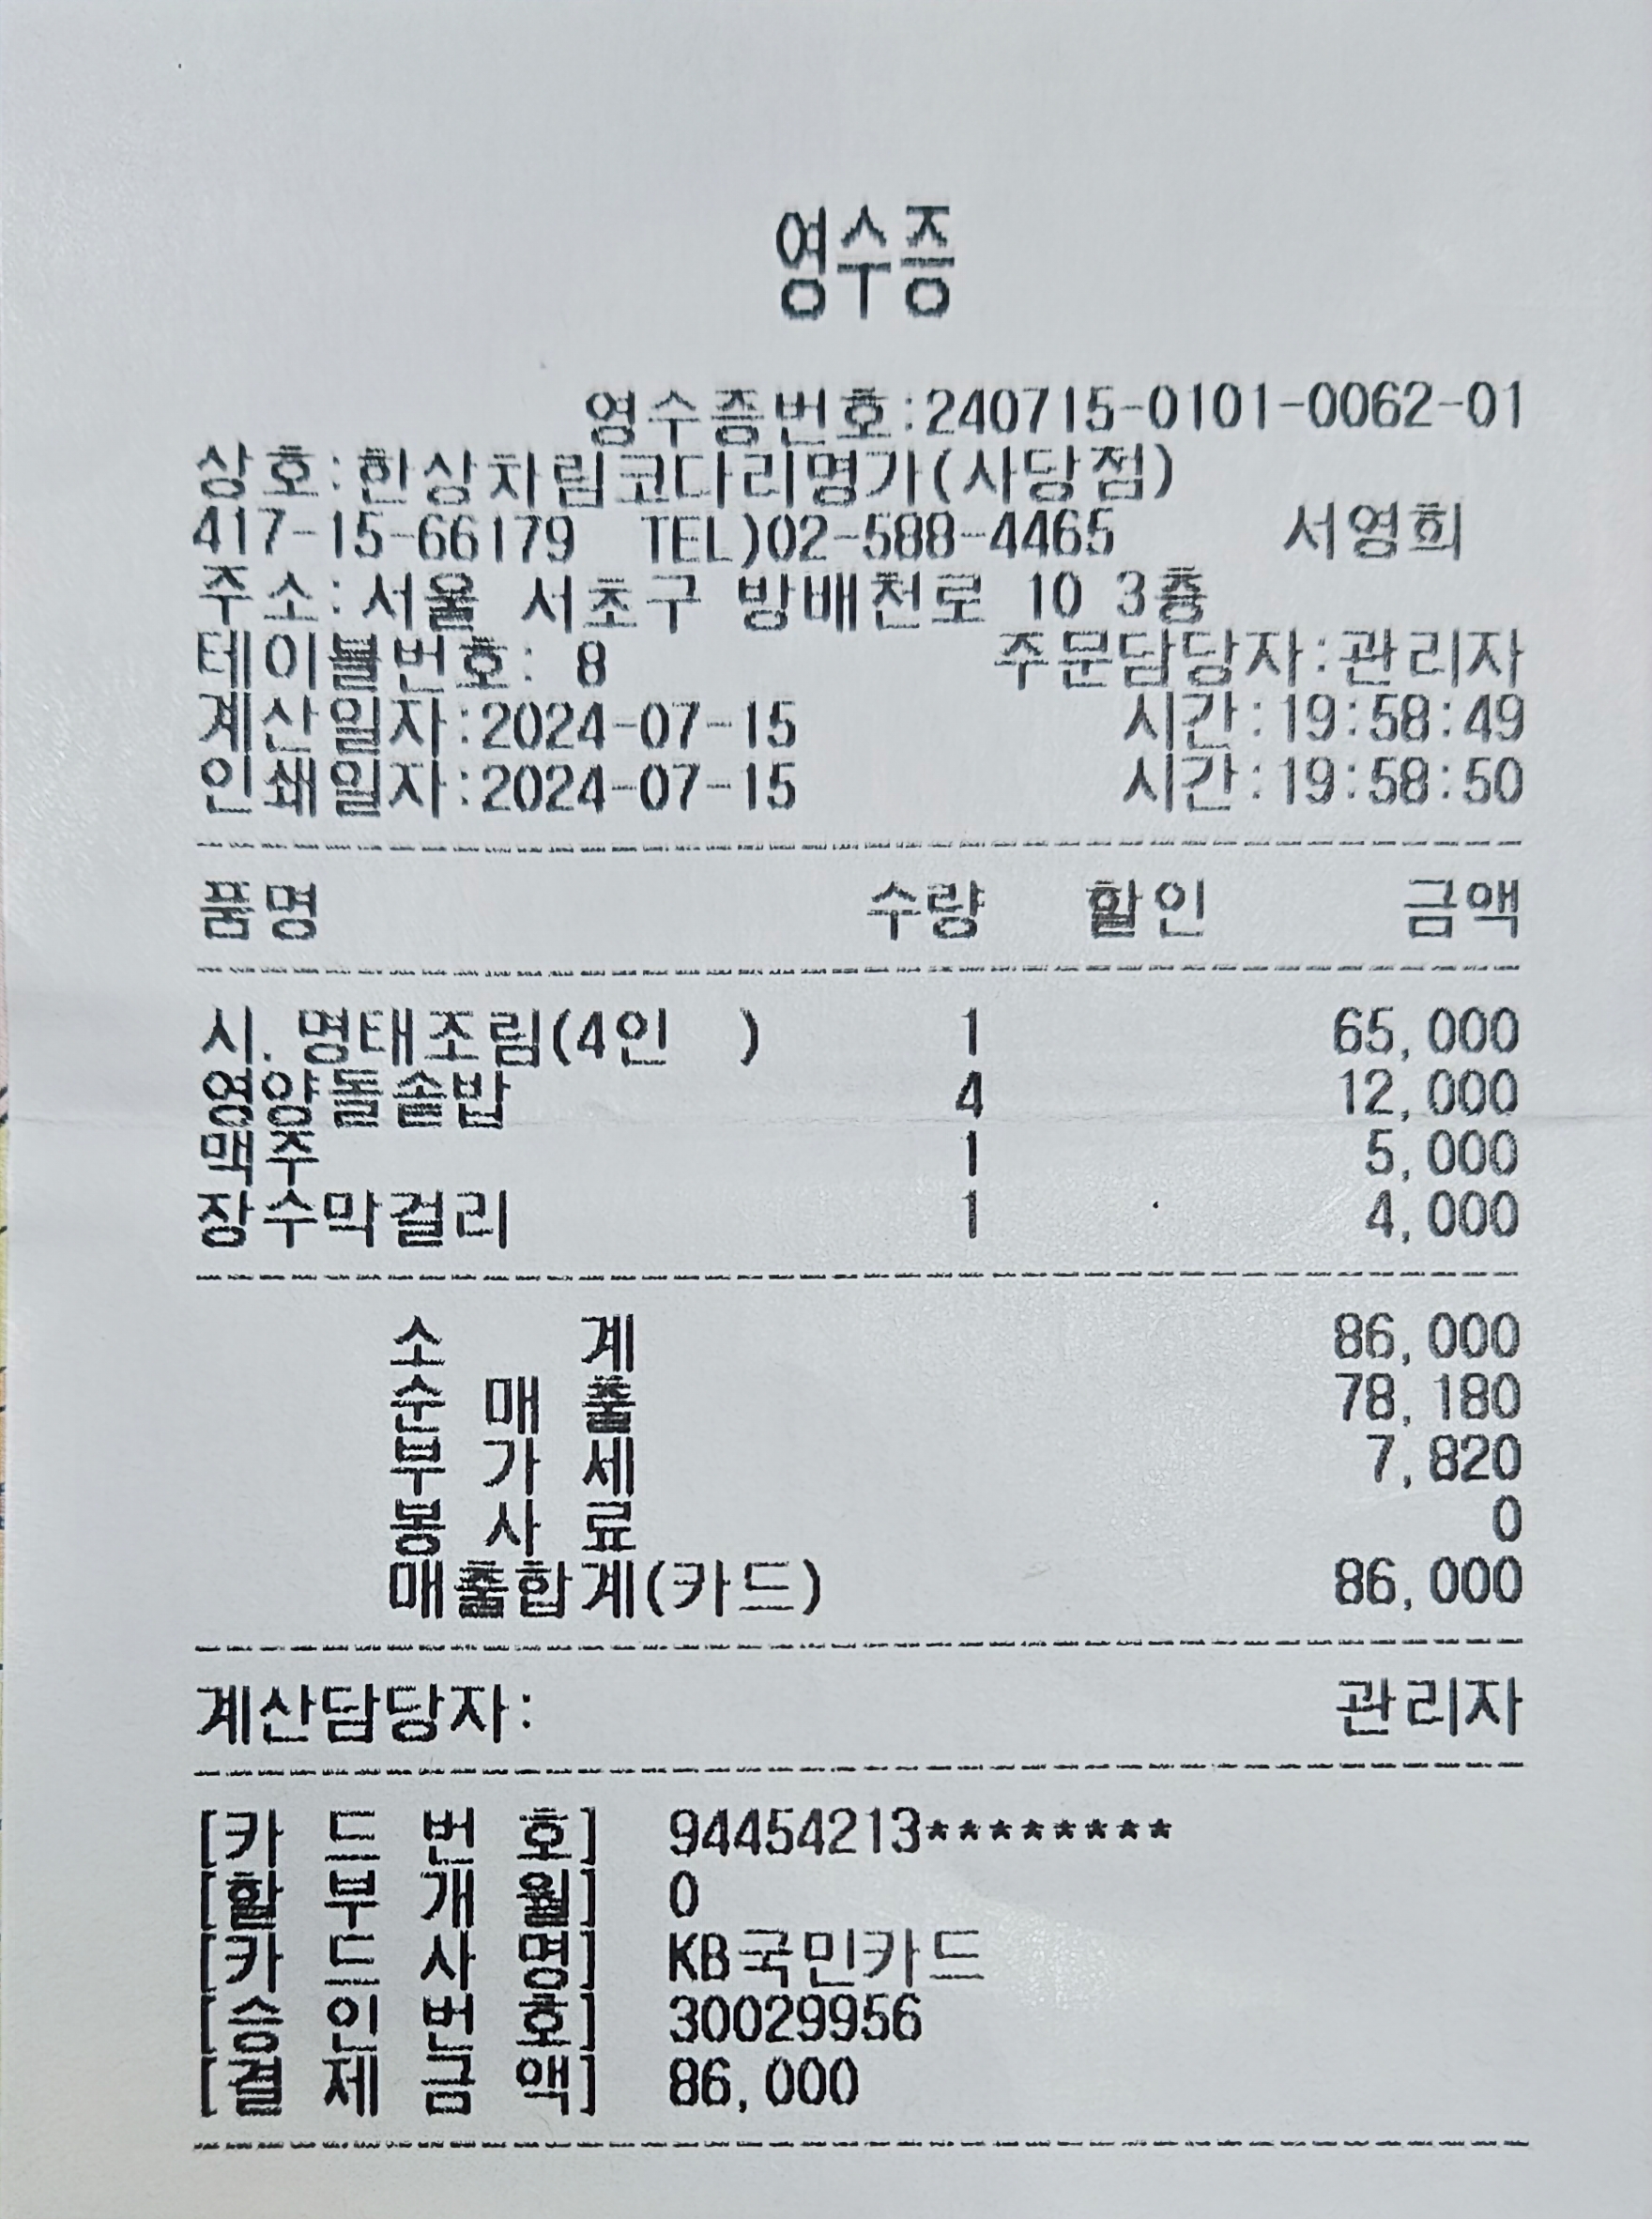 영수증
영수증번호:240715-0101-0062-01
상호:한상차림코다리명가(사당점)
417-15-66179 TEL)02-588-4465 서영희
주소:서울 서초구 방배천로 10 3층
테이블번호: 8 주문담당자:관리자
계산일자:2024-07-15 시간:19:58:49
인쇄일자:2024-07-15 시간:19:58:50
품명 수량 할인 금액
시.명태조림(4인 ) 1 65,000
영양돌솥밥 4 12,000
맥주 1 5,000
장수막걸리 1 4,000
소 계 86,000
순 매 출 78,180
부 가 세 7,820
봉 사 료 0
매출합계(카드) 86,000
계산담당자: 관리자
[카 드 번 호] 94454213********
[할 부 개 월] 0
[카 드 사 명] KB국민카드
[승 인 번 호] 30029956
[결 제 금 액] 86,000